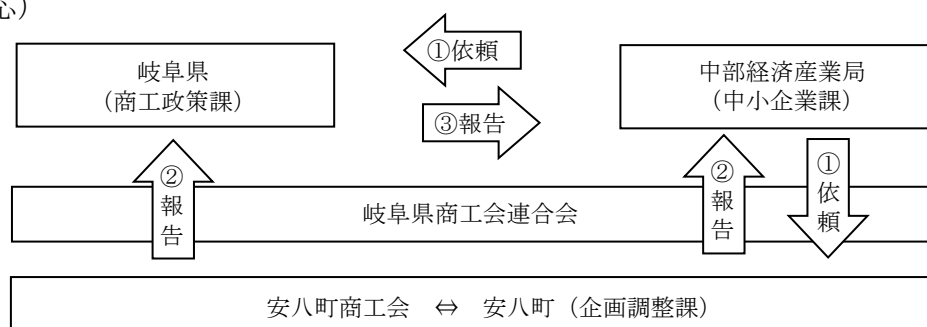 心）
①依頼
岐阜県
（商工政策課）
中部経済産業局
（中小企業課）
③報告
②報告
②報告
①依頼
岐阜県商工会連合会
安八町商工会 ⇔ 安八町（企画調整課）